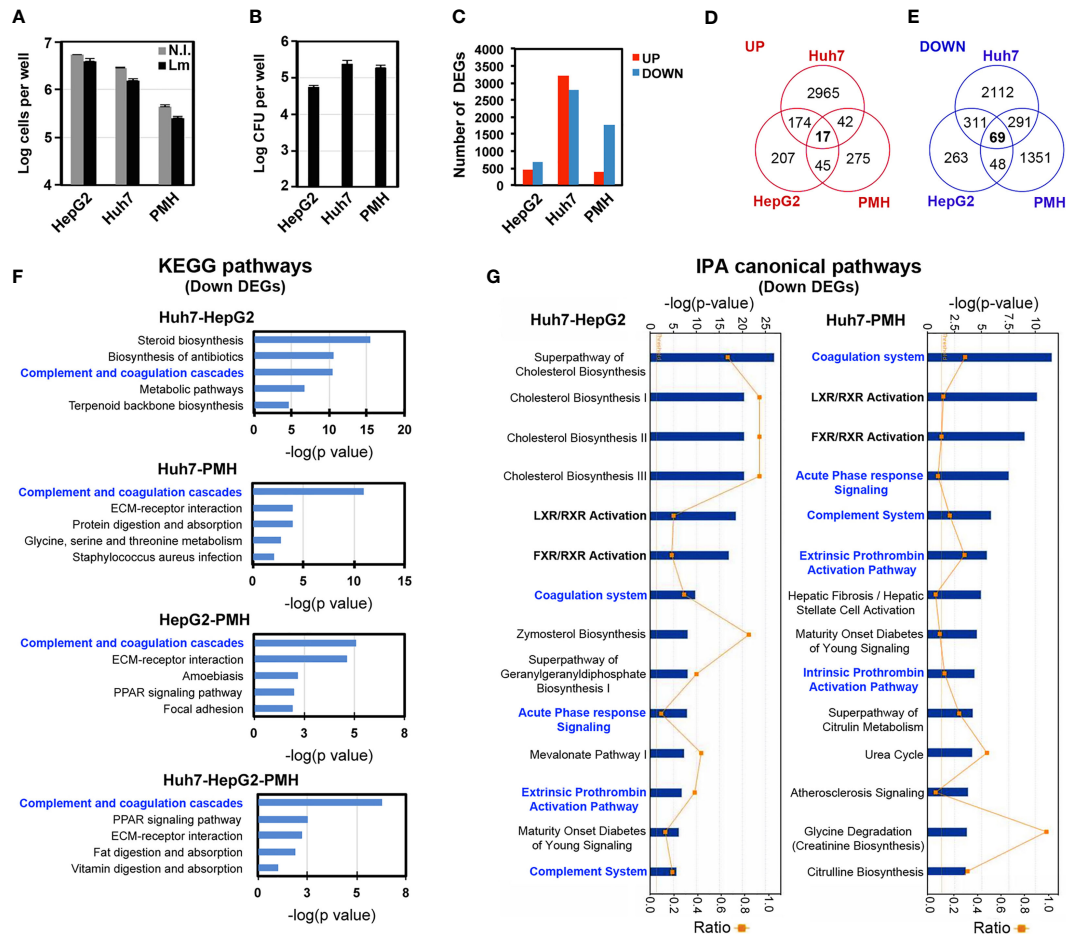 A
Log cells per well
7
6
5
4
N.I.
Lm
HepG2
Huh7
PMH
B
Log CFU per well
6
5
4
3
2
HepG2
Huh7
PMH
C
Number of DEGs
4000
3500
3000
2500
2000
1500
1000
500
0
UP
DOWN
HepG2
Huh7
PMH
D
UP
Huh7
2965
174
42
17
207
45
275
HepG2
PMH
E
DOWN
Huh7
2112
311
291
69
263
48
1351
HepG2
PMH
F
KEGG pathways
(Down DEGs)
Huh7-HepG2
Steroid biosynthesis
Biosynthesis of antibiotics
Complement and coagulation cascades
Metabolic pathways
Terpenoid backbone biosynthesis
0 5 10 15 20
-log(p value)
Huh7-PMH
Complement and coagulation cascades
ECM-receptor interaction
Protein digestion and absorption
Glycine, serine and threonine metabolism
Staphylococcus aureus infection
0 5 10 15
-log(p value)
HepG2-PMH
Complement and coagulation cascades
ECM-receptor interaction
Amoebiasis
PPAR signaling pathway
Focal adhesion
0 3 5 8
-log(p value)
Huh7-HepG2-PMH
Complement and coagulation cascades
PPAR signaling pathway
ECM-receptor interaction
Fat digestion and absorption
Vitamin digestion and absorption
0 3 5 8
-log(p value)
G
IPA canonical pathways
(Down DEGs)
Huh7-HepG2
-log(p-value)
0 5 10 15 20 25
Threshold
Superpathway of
Cholesterol Biosynthesis
Cholesterol Biosynthesis I
Cholesterol Biosynthesis II
Cholesterol Biosynthesis III
LXR/RXR Activation
FXR/RXR Activation
Coagulation system
Zymosterol Biosynthesis
Superpathway of
Geranylgeranyldiphosphate
Biosynthesis I
Acute Phase response
Signaling
Mevalonate Pathway I
Extrinsic Prothrombin
Activation Pathway
Maturity Onset Diabetes
of Young Signaling
Complement System
0.0 0.2 0.4 0.6 0.8 1.0
Ratio
Huh7-PMH
-log(p-value)
0 2.5 5 7.5 10
Threshold
Coagulation system
LXR/RXR Activation
FXR/RXR Activation
Acute Phase response
Signaling
Complement System
Extrinsic Prothrombin
Activation Pathway
Hepatic Fibrosis / Hepatic
Stellate Cell Activation
Maturity Onset Diabetes
of Young Signaling
Intrinsic Prothrombin
Activation Pathway
Superpathway of
Citrulin Metabolism
Urea Cycle
Atherosclerosis Signaling
Glycine Degradation
(Creatinine Biosynthesis)
Citrulline Biosynthesis
0.0 0.2 0.4 0.6 0.8 1.0
Ratio